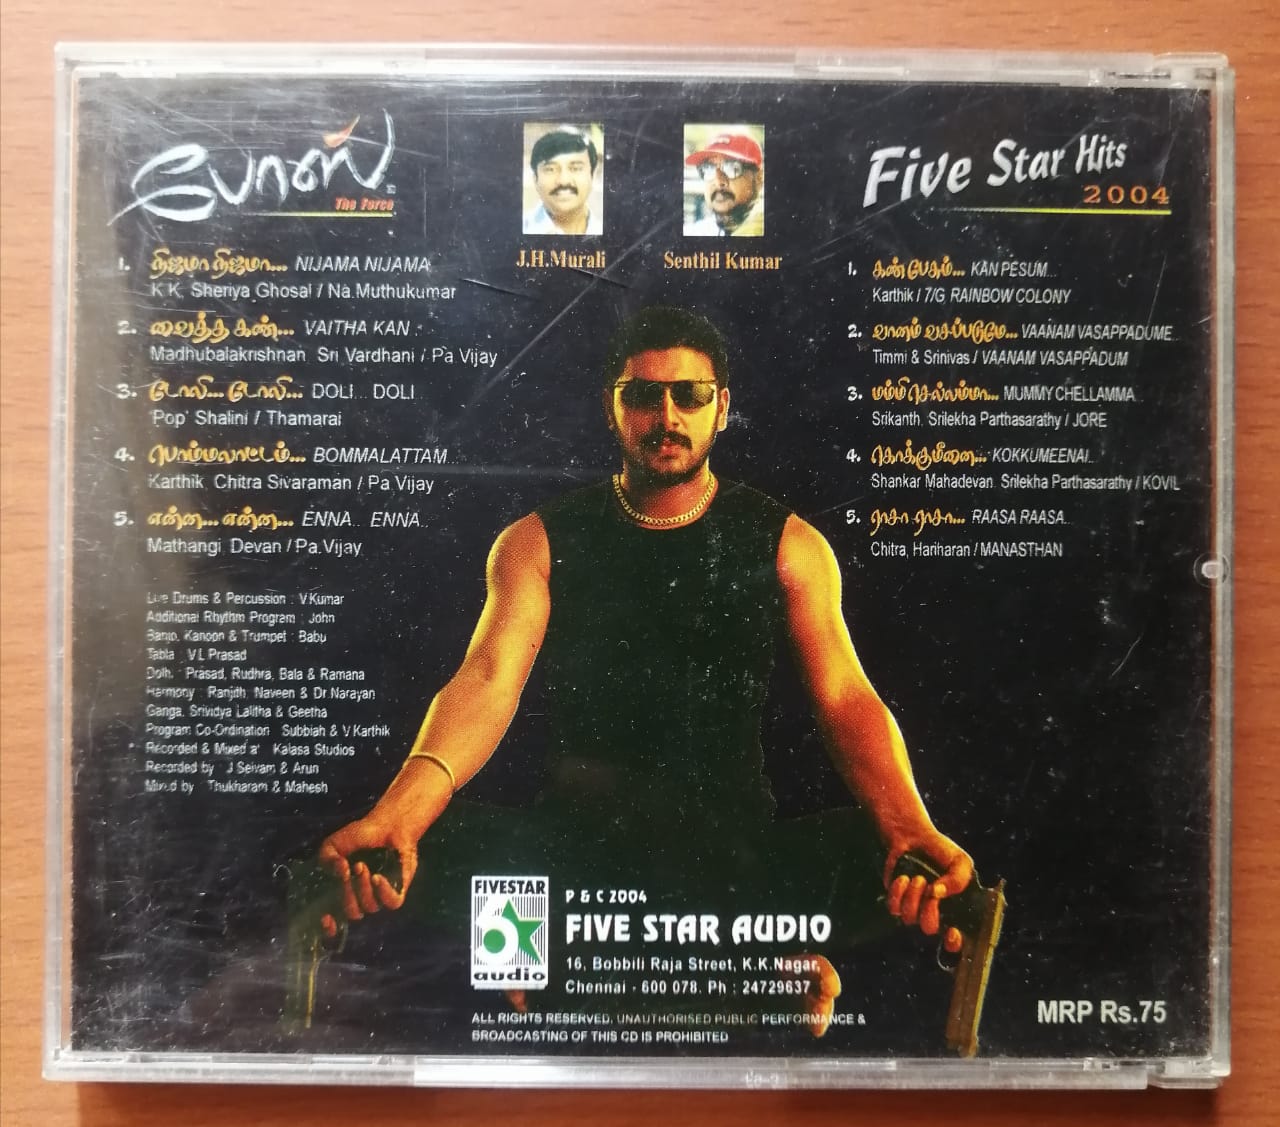 போஸ்
The Force
1. நிஜமா நிஜமா... NIJAMA NIJAMA
K.K, Sheriya Ghosal / Na.Muthukumar
2. வைத்த கண்... VAITHA KAN :
Madhubalakrishnan, Sri Vardhani / Pa Vijay
3. டோலி... டோலி... DOLI... DOLI
'Pop' Shalini / Thamarai
4. பொம்மலாட்டம்... BOMMALATTAM...
Karthik, Chitra Sivaraman / Pa Vijay
5. என்ன... என்ன... ENNA.. ENNA..
Mathangi, Devan / Pa.Vijay
Live Drums & Percussion : V.Kumar
Additional Rhythm Program : John
Banjo, Kanoon & Trumpet : Babu
Tabla : V.L Prasad
Dolh. : Prasad, Rudhra, Bala & Ramana
Harmony : Ranjith, Naveen & Dr.Narayan
Ganga, Srividya Lalitha & Geetha
Program Co-Ordination : Subbiah & V.Karthik
Recorded & Mixed at Kalasa Studios
Recorded by : J Selvam & Arun
Mixed by : Thukharam & Mahesh
J.H.Murali
Senthil Kumar
Five Star Hits
2004
1. கண் பேசும்... KAN PESUM...
Karthik / 7/G, RAINBOW COLONY
2. வானம் வசப்படுமே... VAANAM VASAPPADUME..
Timmi & Srinivas / VAANAM VASAPPADUM
3. மம்மி செல்லம்மா... MUMMY CHELLAMMA..
Srikanth, Srilekha Parthasarathy / JORE
4. கொக்குமீனை... KOKKUMEENAI..
Shankar Mahadevan, Srilekha Parthasarathy / KOVIL
5. ராசா ராசா... RAASA RAASA..
Chitra, Hariharan / MANASTHAN
FIVESTAR
audio
P & C 2004
FIVE STAR AUDIO
16, Bobbili Raja Street, K.K.Nagar,
Chennai - 600 078. Ph : 24729637
ALL RIGHTS RESERVED. UNAUTHORISED PUBLIC PERFORMANCE &
BROADCASTING OF THIS CD IS PROHIBITED
MRP Rs.75